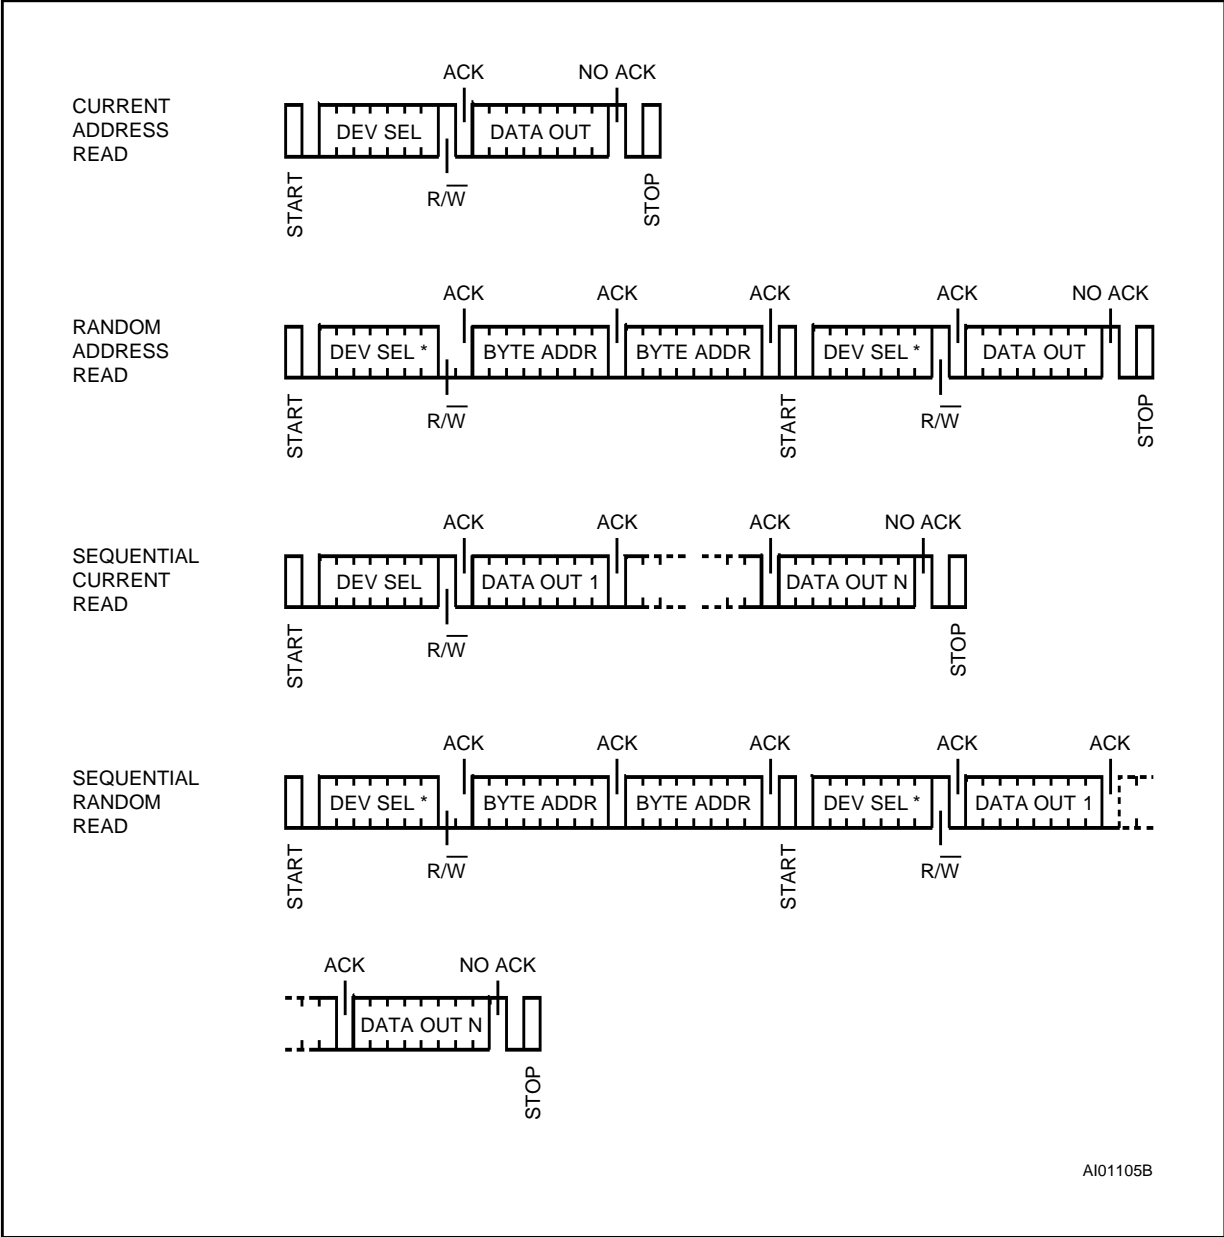 ACK NO ACK
CURRENT
ADDRESS
READ
DEV SEL DATA OUT
R/W̅
START STOP
ACK ACK ACK ACK NO ACK
RANDOM
ADDRESS
READ
DEV SEL * BYTE ADDR BYTE ADDR DEV SEL * DATA OUT
R/W̅ R/W̅
START START STOP
ACK ACK ACK NO ACK
SEQUENTIAL
CURRENT
READ
DEV SEL DATA OUT 1 DATA OUT N
R/W̅
START STOP
ACK ACK ACK ACK ACK
SEQUENTIAL
RANDOM
READ
DEV SEL * BYTE ADDR BYTE ADDR DEV SEL * DATA OUT 1
R/W̅ R/W̅
START START
ACK NO ACK
DATA OUT N
STOP
AI01105B